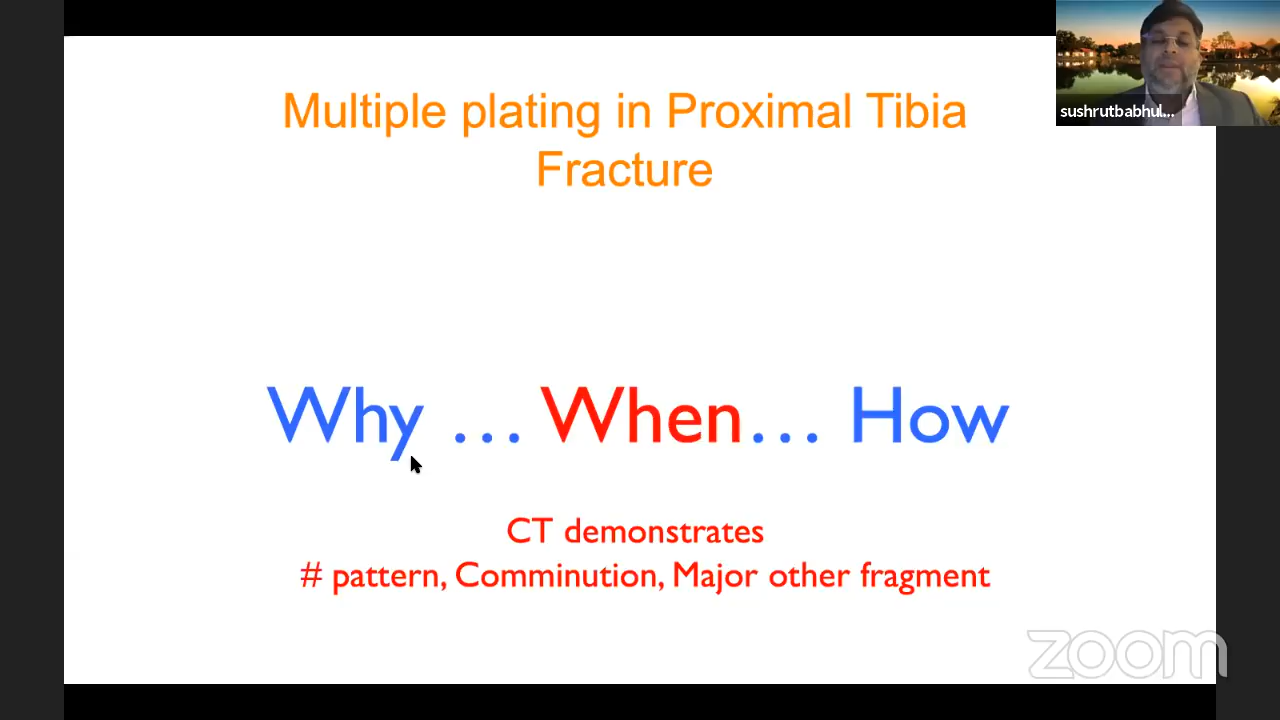 Multiple plating in Proximal Tibia
Fracture
sushrutbabhul...
Why ... When... How
CT demonstrates
# pattern, Comminution, Major other fragment
zoom